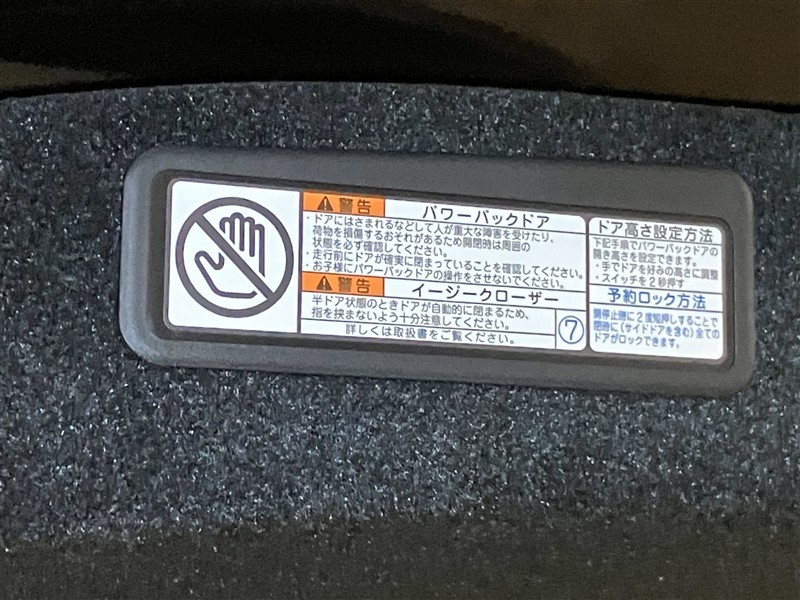 警告 パワーバックドア
・ドアにはさまれるなどして人が重大な障害を受けたり、
荷物を損傷するおそれがあるため開閉時は周囲の
状態を必ず確認してください。
・走行前にドアが確実に閉まっていることを確認してください。
・お子様にパワーバックドアの操作をさせないでください。
警告 イージークローザー
半ドア状態のときドアが自動的に閉まるため、
指を挟まないよう十分注意してください。
詳しくは取扱書をご覧ください。
⑦
ドア高さ設定方法
下記手順でパワーバックドアの
開き高さを設定できます。
・手でドアを好みの高さに調整
・スイッチを2秒押す
予約ロック方法
開停止時に2度短押しすることで
閉時に(サイドドアを含む)全ての
ドアがロックできます。